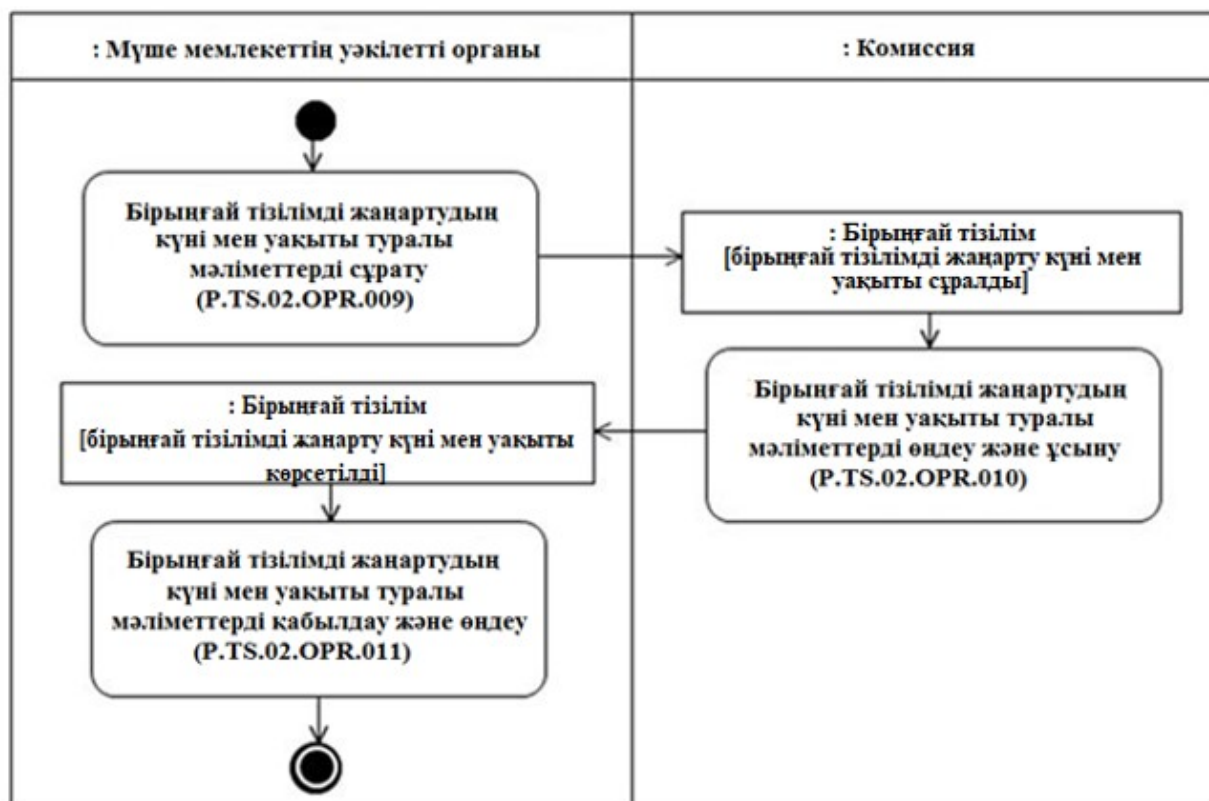 : Мүше мемлекеттің уәкілетті органы
: Комиссия
Бірыңғай тізілімді жаңартудың
күні мен уақыты туралы
мәліметтерді сұрату
(P.TS.02.OPR.009)
: Бірыңғай тізілім
[бірыңғай тізілімді жаңарту күні мен
уақыты сұралды]
Бірыңғай тізілімді жаңартудың
күні мен уақыты туралы
мәліметтерді өңдеу және ұсыну
(P.TS.02.OPR.010)
: Бірыңғай тізілім
[бірыңғай тізілімді жаңарту күні мен уақыты
көрсетілді]
Бірыңғай тізілімді жаңартудың
күні мен уақыты туралы
мәліметтерді қабылдау және өңдеу
(P.TS.02.OPR.011)